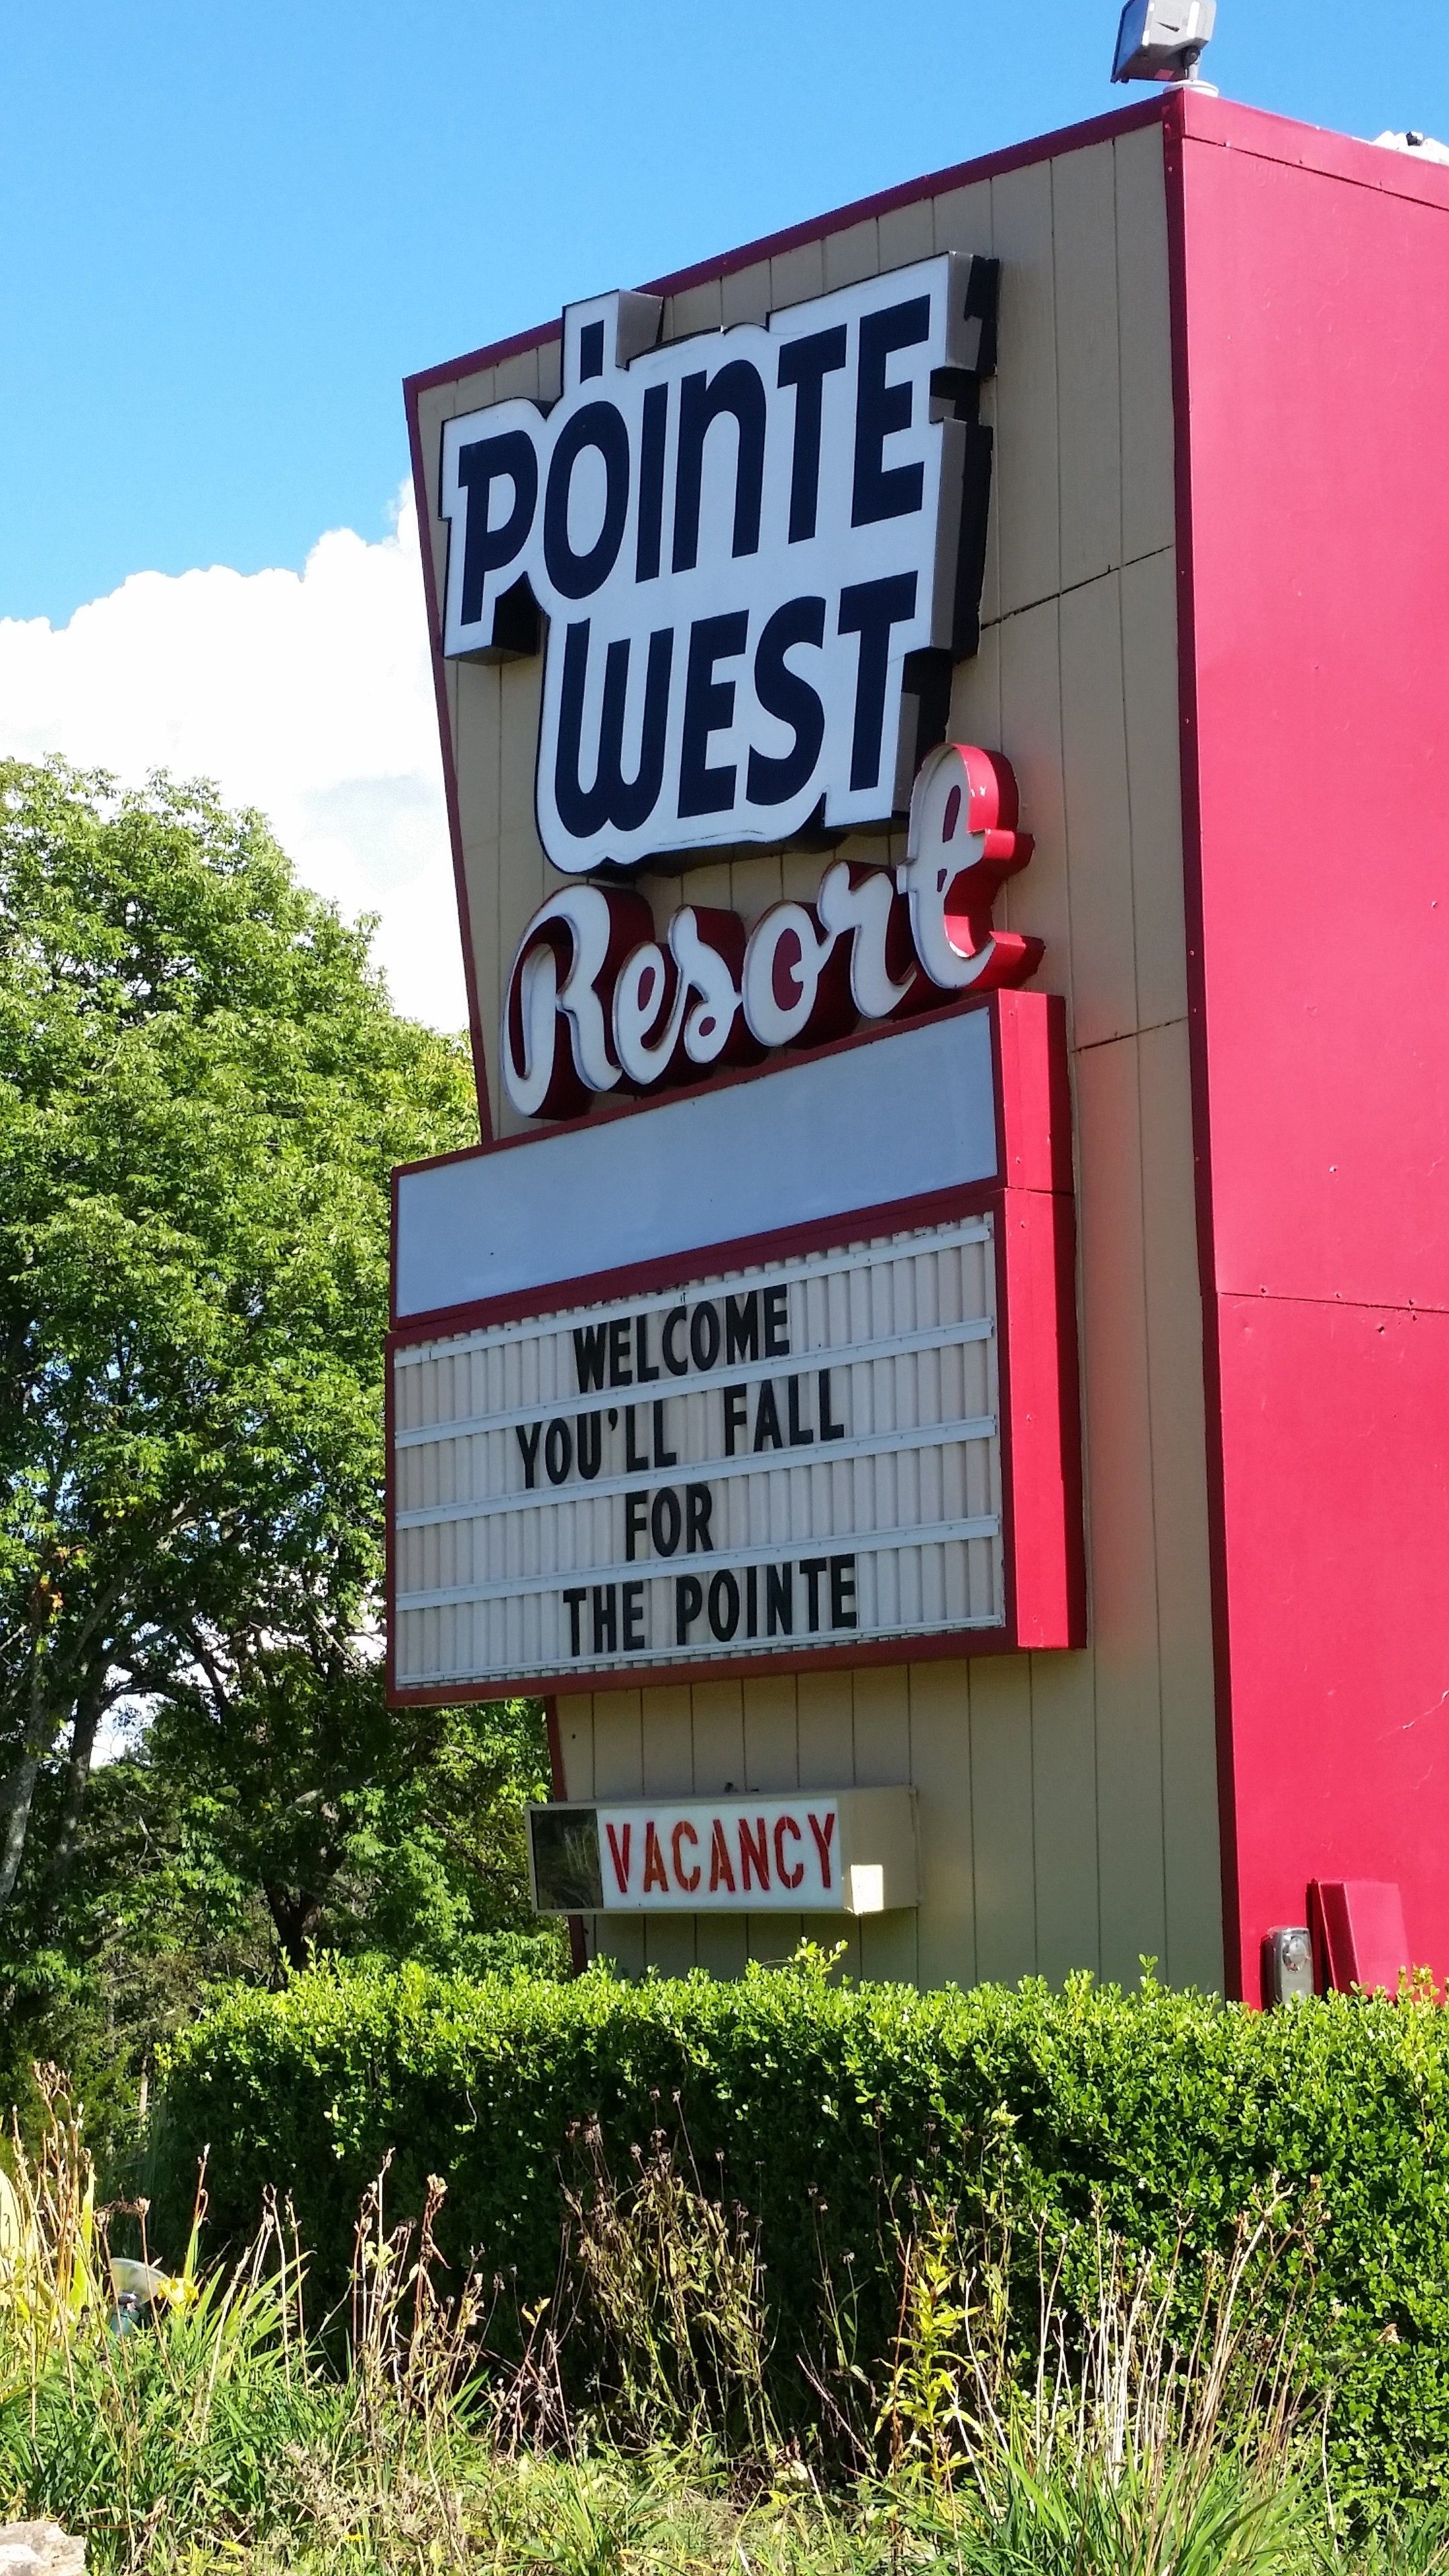 POINTE
WEST
Resort
WELCOME
YOU'LL FALL
FOR
THE POINTE
VACANCY